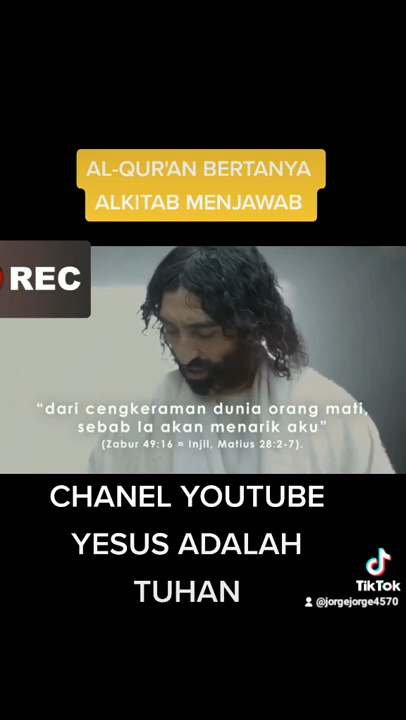 AL-QUR'AN BERTANYA
ALKITAB MENJAWAB
REC
“dari cengkeraman dunia orang mati,
sebab Ia akan menarik aku”
(Zabur 49:16 = Injil, Matius 28:2-7).
CHANEL YOUTUBE
YESUS ADALAH
TUHAN
TikTok
@jorgejorge4570